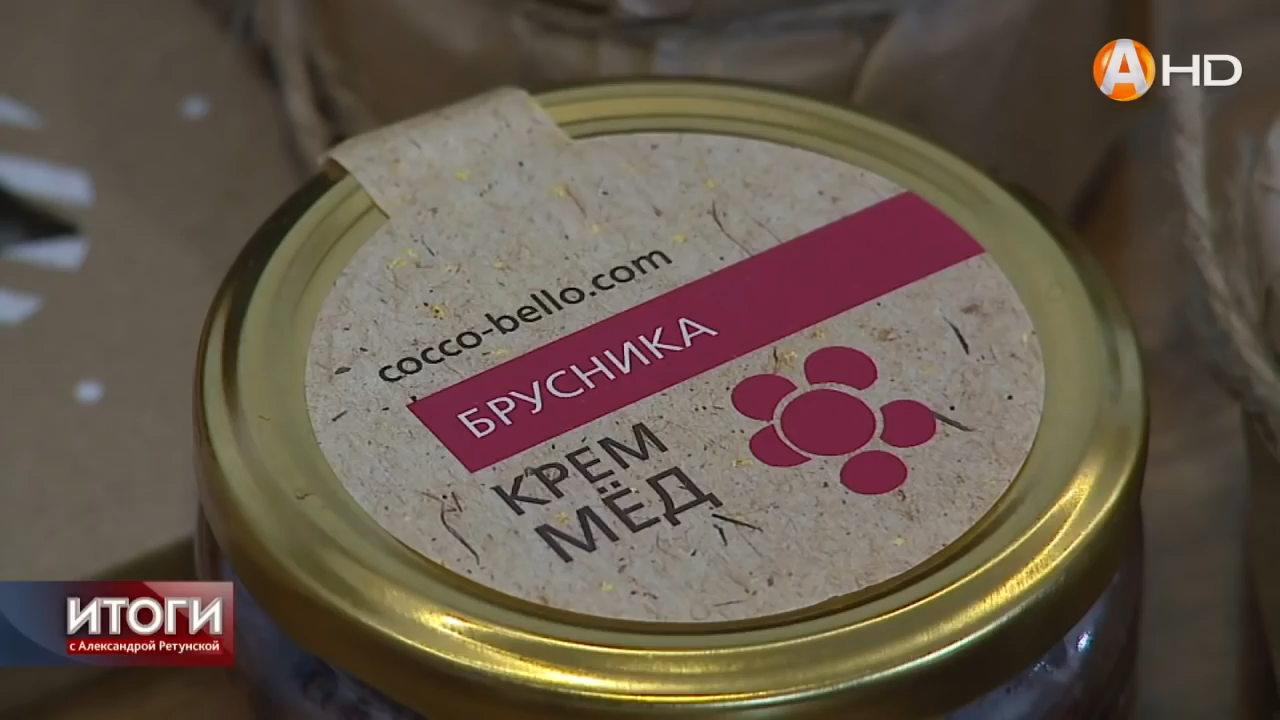 A HD
cocco-bello.com
БРУСНИКА
КРЕМ
МЁД
ИТОГИ
с Александрой Ретунской